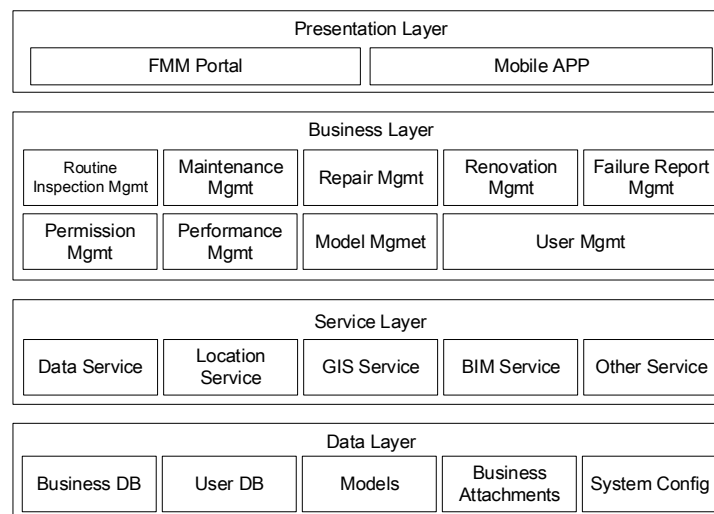 Presentation Layer
FMM Portal
Mobile APP
Business Layer
Routine
Inspection Mgmt
Maintenance
Mgmt
Repair Mgmt
Renovation
Mgmt
Failure Report
Mgmt
Permission
Mgmt
Performance
Mgmt
Model Mgmet
User Mgmt
Service Layer
Data Service
Location
Service
GIS Service
BIM Service
Other Service
Data Layer
Business DB
User DB
Models
Business
Attachments
System Config